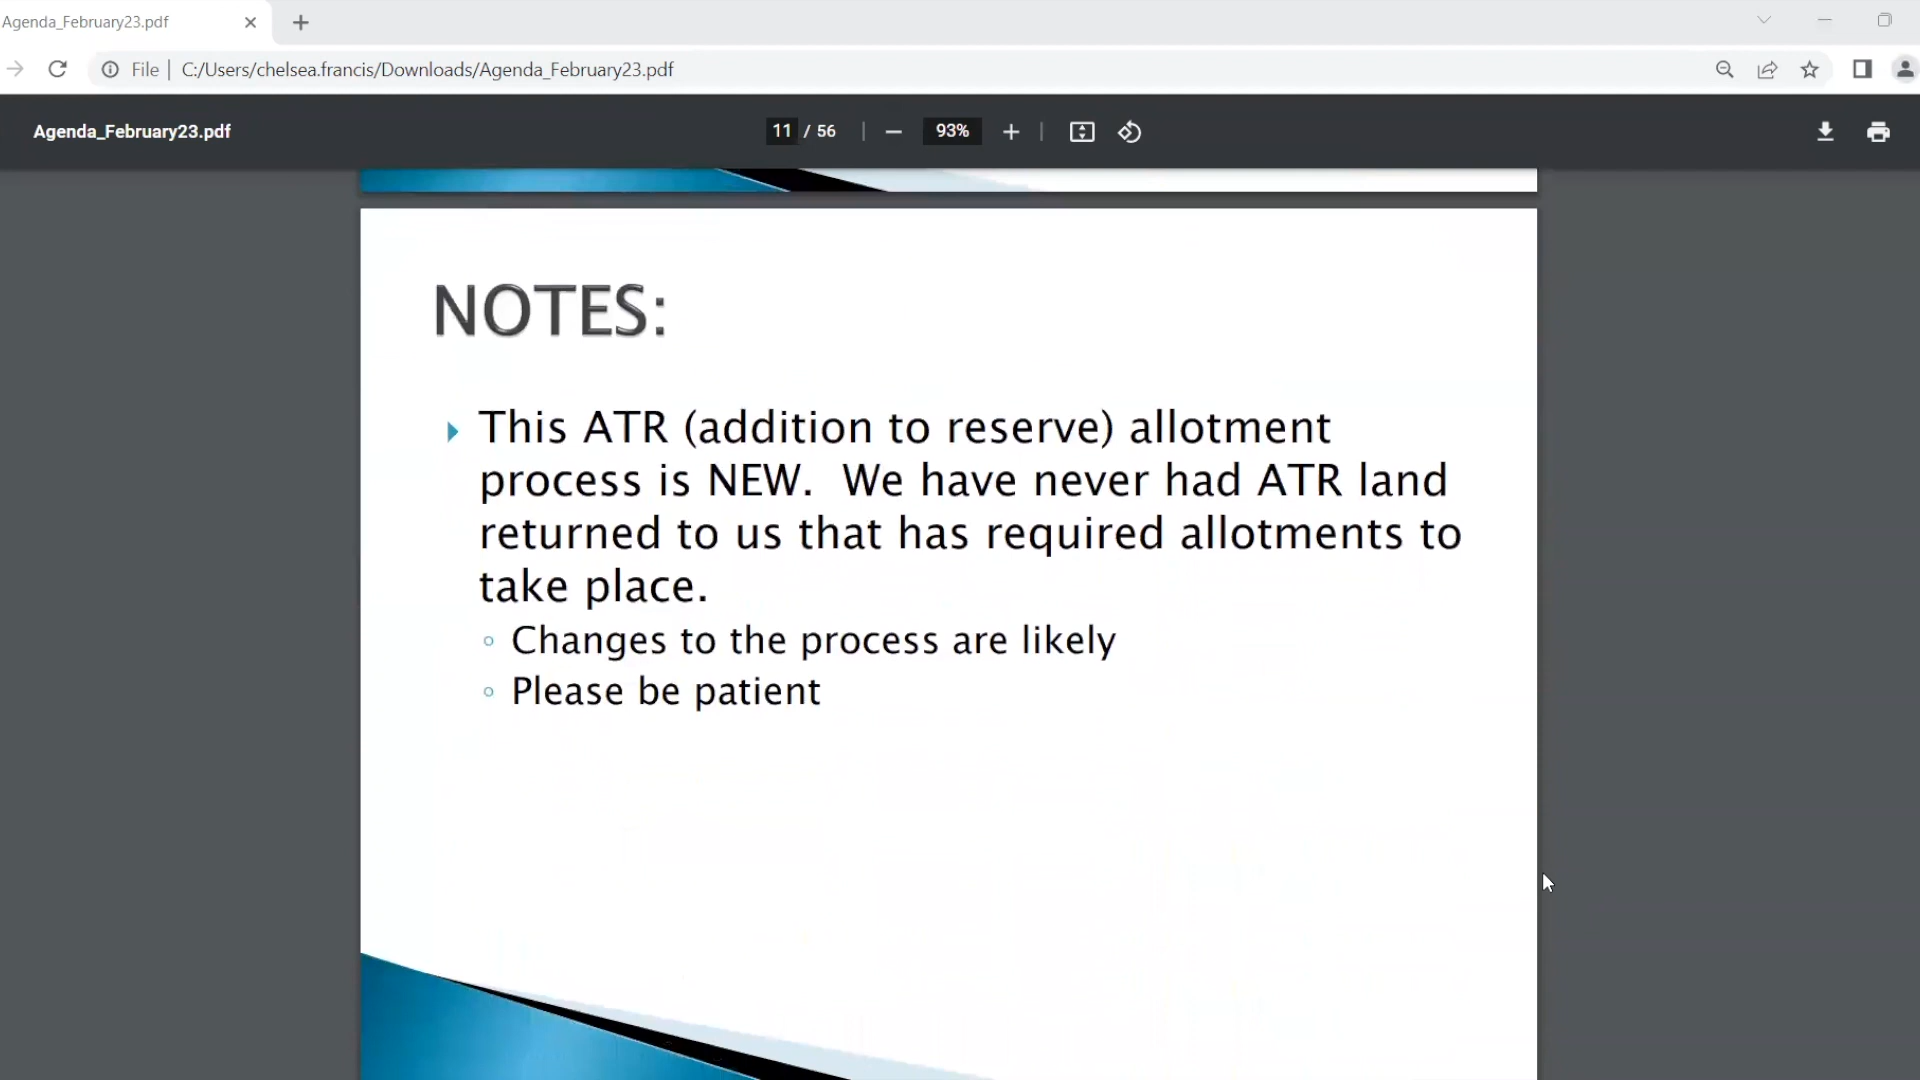 Agenda_February23.pdf
File | C:/Users/chelsea.francis/Downloads/Agenda_February23.pdf
Agenda_February23.pdf
11 / 56
93%
NOTES:
This ATR (addition to reserve) allotment
process is NEW. We have never had ATR land
returned to us that has required allotments to
take place.
Changes to the process are likely
Please be patient